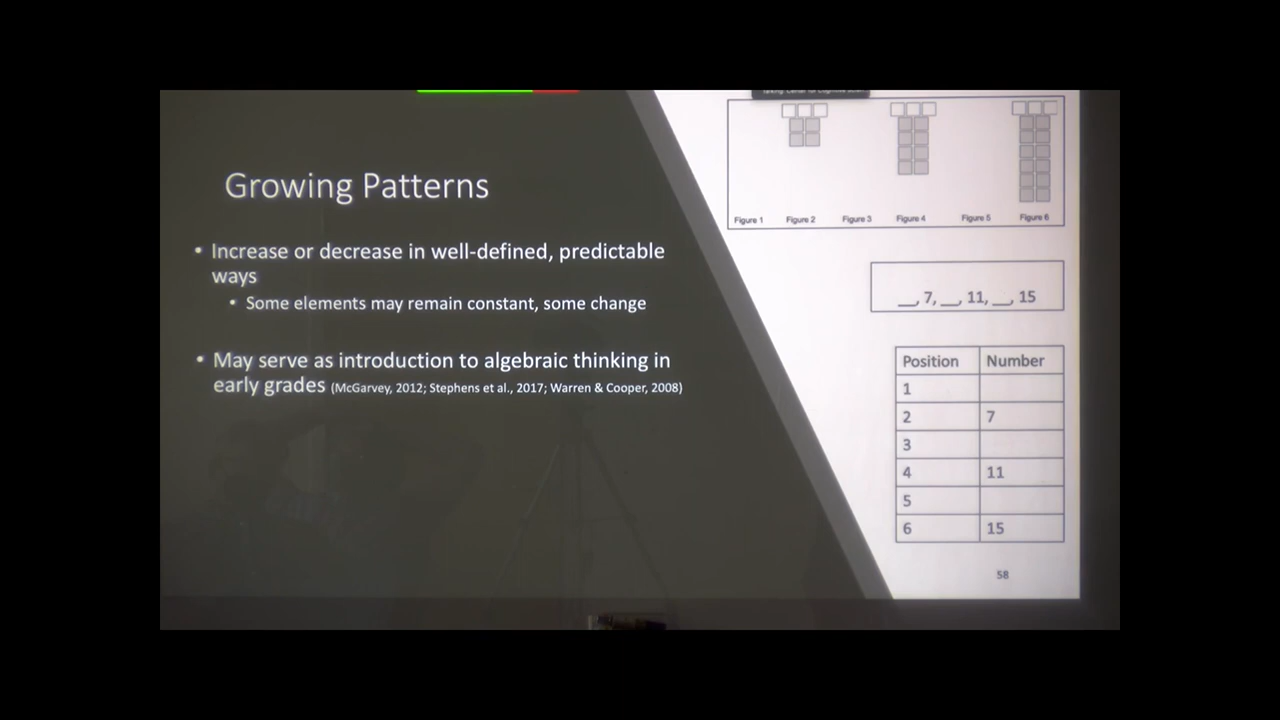 Growing Patterns
• Increase or decrease in well-defined, predictable
ways
• Some elements may remain constant, some change
• May serve as introduction to algebraic thinking in
early grades (McGarvey, 2012; Stephens et al., 2017; Warren & Cooper, 2008)
Figure 1 Figure 2 Figure 3 Figure 4 Figure 5 Figure 6
__, 7, __, 11, __, 15
Position Number
1
2 7
3
4 11
5
6 15
58